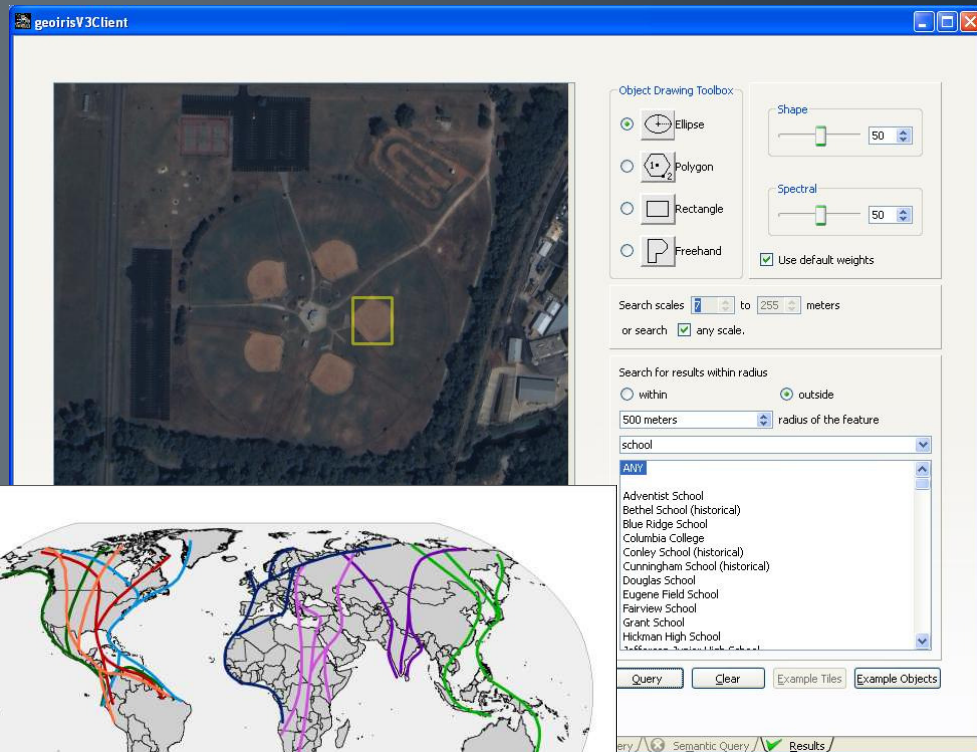 geoirisV3Client
Object Drawing Toolbox
Ellipse
1
2
Polygon
Rectangle
Freehand
Shape
50
Spectral
50
Use default weights
Search scales 7 to 255 meters
or search any scale.
Search for results within radius
within outside
500 meters radius of the feature
school
ANY
Adventist School
Bethel School (historical)
Blue Ridge School
Columbia College
Conley School (historical)
Cunningham School (historical)
Douglas School
Eugene Field School
Fairview School
Grant School
Hickman High School
Query Clear Example Tiles Example Objects
ery Semantic Query Results